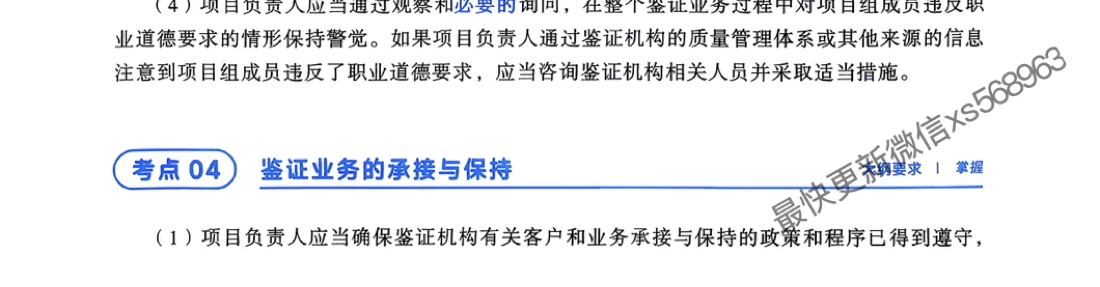 （4）项目负责人应当通过观察和必要的询问，在整个鉴证业务过程中对项目组成员违反职
业道德要求的情形保持警觉。如果项目负责人通过鉴证机构的质量管理体系或其他来源的信息
注意到项目组成员违反了职业道德要求，应当咨询鉴证机构相关人员并采取适当措施。
考点 04 鉴证业务的承接与保持 大纲要求 | 掌握
（1）项目负责人应当确保鉴证机构有关客户和业务承接与保持的政策和程序已得到遵守，
最快更新微信xs568963